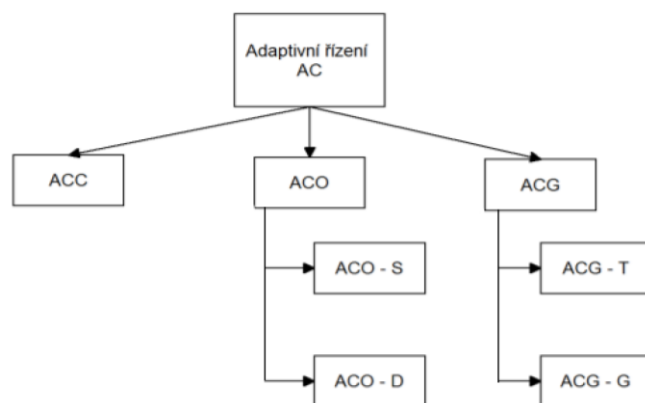 Adaptivní řízení
AC
ACC
ACO
ACG
ACO - S
ACG - T
ACO - D
ACG - G